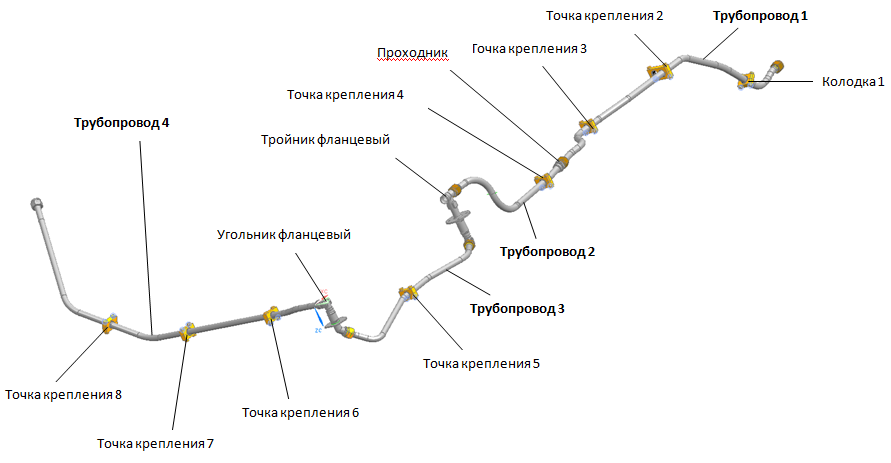 Точка крепления 2
Трубопровод 1
Проходник
Точка крепления 3
Колодка 1
Точка крепления 4
Трубопровод 4
Тройник фланцевый
Угольник фланцевый
Трубопровод 2
Трубопровод 3
Точка крепления 5
Точка крепления 8
Точка крепления 6
Точка крепления 7